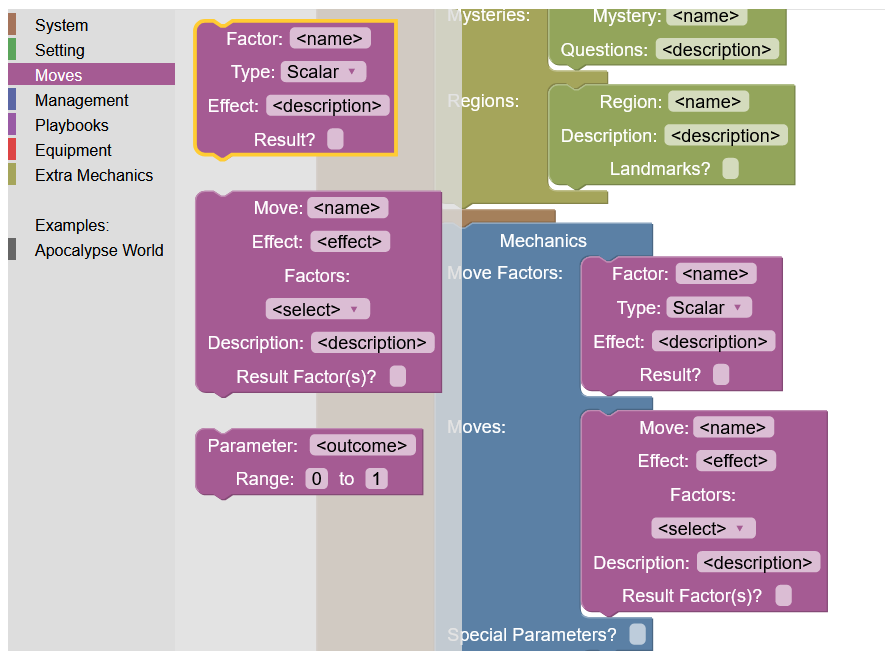 System
Setting
Moves
Management
Playbooks
Equipment
Extra Mechanics
Examples:
Apocalypse World
Factor: <name>
Type: Scalar
Effect: <description>
Result?
Move: <name>
Effect: <effect>
Factors:
<select>
Description: <description>
Result Factor(s)?
Parameter: <outcome>
Range: 0 to 1
Mysteries:
Mystery: <name>
Questions: <description>
Regions:
Region: <name>
Description: <description>
Landmarks?
Mechanics
Move Factors:
Factor: <name>
Type: Scalar
Effect: <description>
Result?
Moves:
Move: <name>
Effect: <effect>
Factors:
<select>
Description: <description>
Result Factor(s)?
Special Parameters?